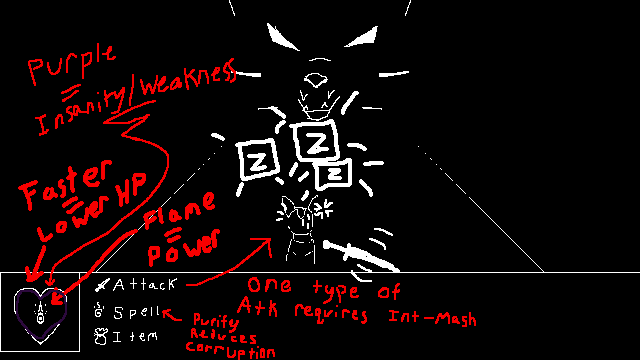 Purple
=
Insanity/Weakness
Faster
=
Lower HP
Flame
=
Power
Z
Z
Z
Attack
Spell
Item
One type of
Atk requires Int-Mash
Purify
Reduces
Corruption